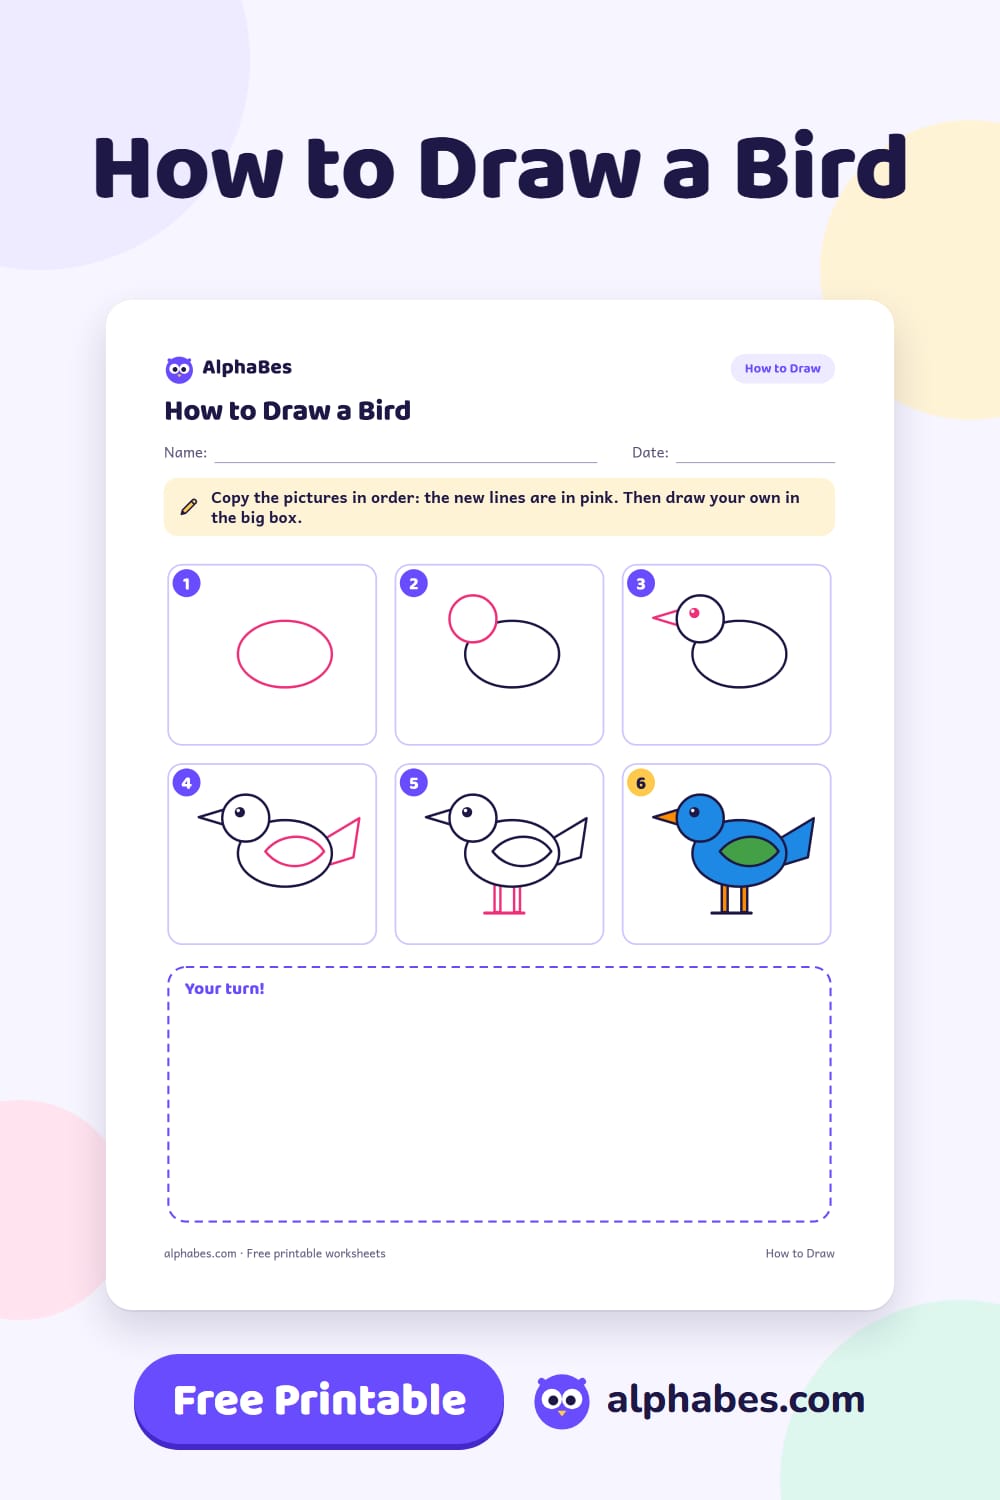 How to Draw a Bird
AlphaBes
How to Draw
How to Draw a Bird
Name:
Date:
Copy the pictures in order: the new lines are in pink. Then draw your own in
the big box.
1
2
3
4
5
6
Your turn!
alphabes.com · Free printable worksheets
How to Draw
Free Printable
alphabes.com